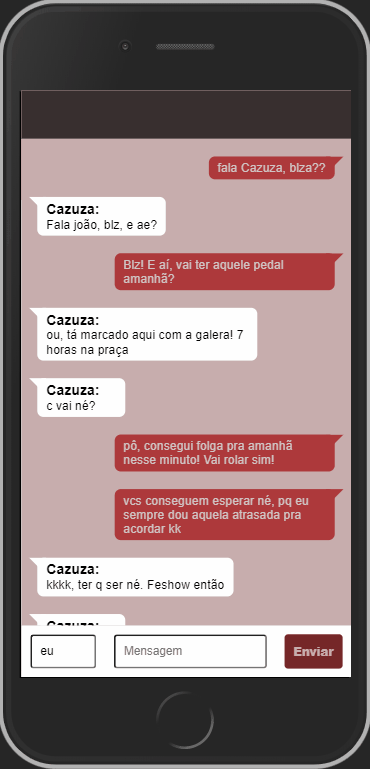 fala Cazuza, blza??
Cazuza:
Fala joão, blz, e ae?
Blz! E aí, vai ter aquele pedal
amanhã?
Cazuza:
ou, tá marcado aqui com a galera! 7
horas na praça
Cazuza:
c vai né?
pô, consegui folga pra amanhã
nesse minuto! Vai rolar sim!
vcs conseguem esperar né, pq eu
sempre dou aquela atrasada pra
acordar kk
Cazuza:
kkkk, ter q ser né. Feshow então
Cazuza:
eu
Mensagem
Enviar